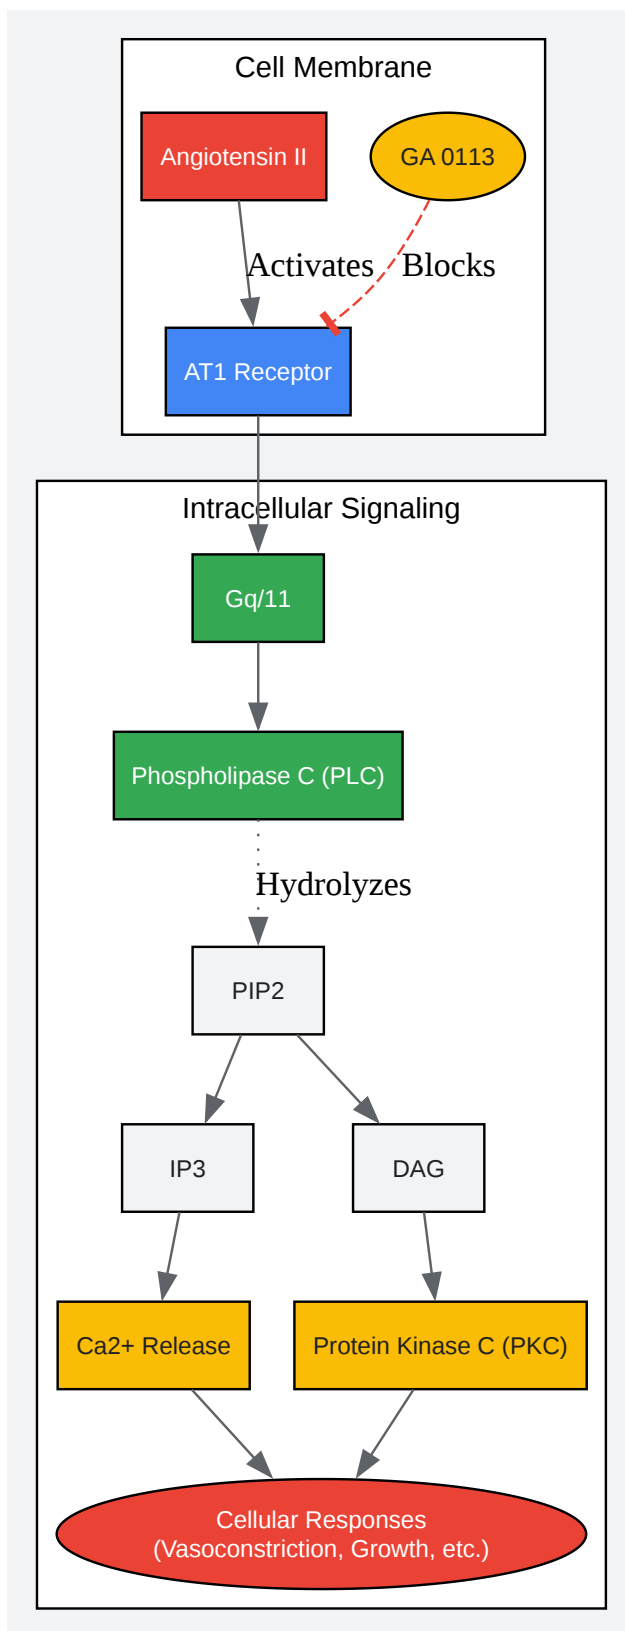 Cell Membrane
Angiotensin II
GA 0113
Activates
Blocks
AT1 Receptor
Intracellular Signaling
Gq/11
Phospholipase C (PLC)
Hydrolyzes
PIP2
IP3
DAG
Ca2+ Release
Protein Kinase C (PKC)
Cellular Responses
(Vasoconstriction, Growth, etc.)